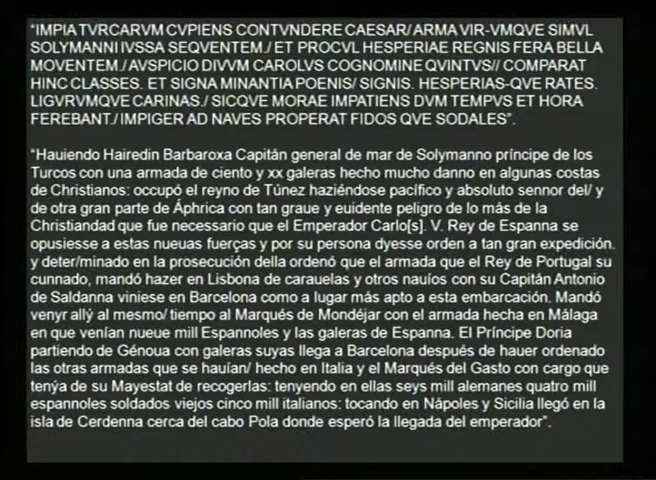 “IMPIA TVRCARVM CVPIENS CONTVNDERE CAESAR/ ARMA VIR-VMQVE SIMVL
SOLYMANNI IVSSA SEQVENTEM./ ET PROCVL HESPERIAE REGNIS FERA BELLA
MOVENTEM./ AVSPICIO DIVVM CAROLVS COGNOMINE QVINTVS// COMPARAT
HINC CLASSES. ET SIGNA MINANTIA POENIS/ SIGNIS. HESPERIAS-QVE RATES.
LIGVRVMQVE CARINAS./ SICQVE MORAE IMPATIENS DVM TEMPVS ET HORA
FEREBANT./ IMPIGER AD NAVES PROPERAT FIDOS QVE SODALES”.
“Hauiendo Hairedin Barbaroxa Capitán general de mar de Solymanno príncipe de los
Turcos con una armada de ciento y xx galeras hecho mucho danno en algunas costas
de Christianos: occupó el reyno de Túnez haziéndose pacífico y absoluto sennor del/ y
de otra gran parte de Áphrica con tan graue y euidente peligro de lo más de la
Christiandad que fue necessario que el Emperador Carlo[s]. V. Rey de Espanna se
opusiesse a estas nueuas fuerças y por su persona dyesse orden a tan gran expedición.
y deter/minado en la prosecución della ordenó que el armada que el Rey de Portugal su
cunnado, mandó hazer en Lisbona de carauelas y otros nauíos con su Capitán Antonio
de Saldanna viniese en Barcelona como a lugar más apto a esta embarcación. Mandó
venyr allý al mesmo/ tiempo al Marqués de Mondéjar con el armada hecha en Málaga
en que venían nueue mill Espannoles y las galeras de Espanna. El Príncipe Doria
partiendo de Génoua con galeras suyas llega a Barcelona después de hauer ordenado
las otras armadas que se hauían/ hecho en Italia y el Marqués del Gasto con cargo que
tenýa de su Mayestat de recogerlas: tenyendo en ellas seys mill alemanes quatro mill
espannoles soldados viejos cinco mill italianos: tocando en Nápoles y Sicilia llegó en la
isla de Cerdenna cerca del cabo Pola donde esperó la llegada del emperador”.